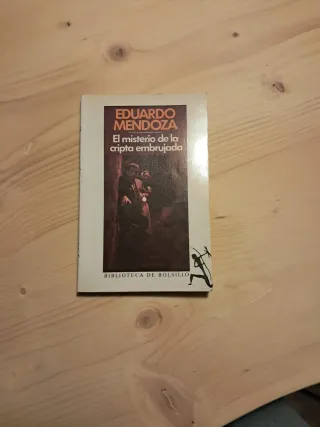 EDUARDO
MENDOZA
El misterio de la
cripta embrujada
BIBLIOTECA DE BOLSILLO